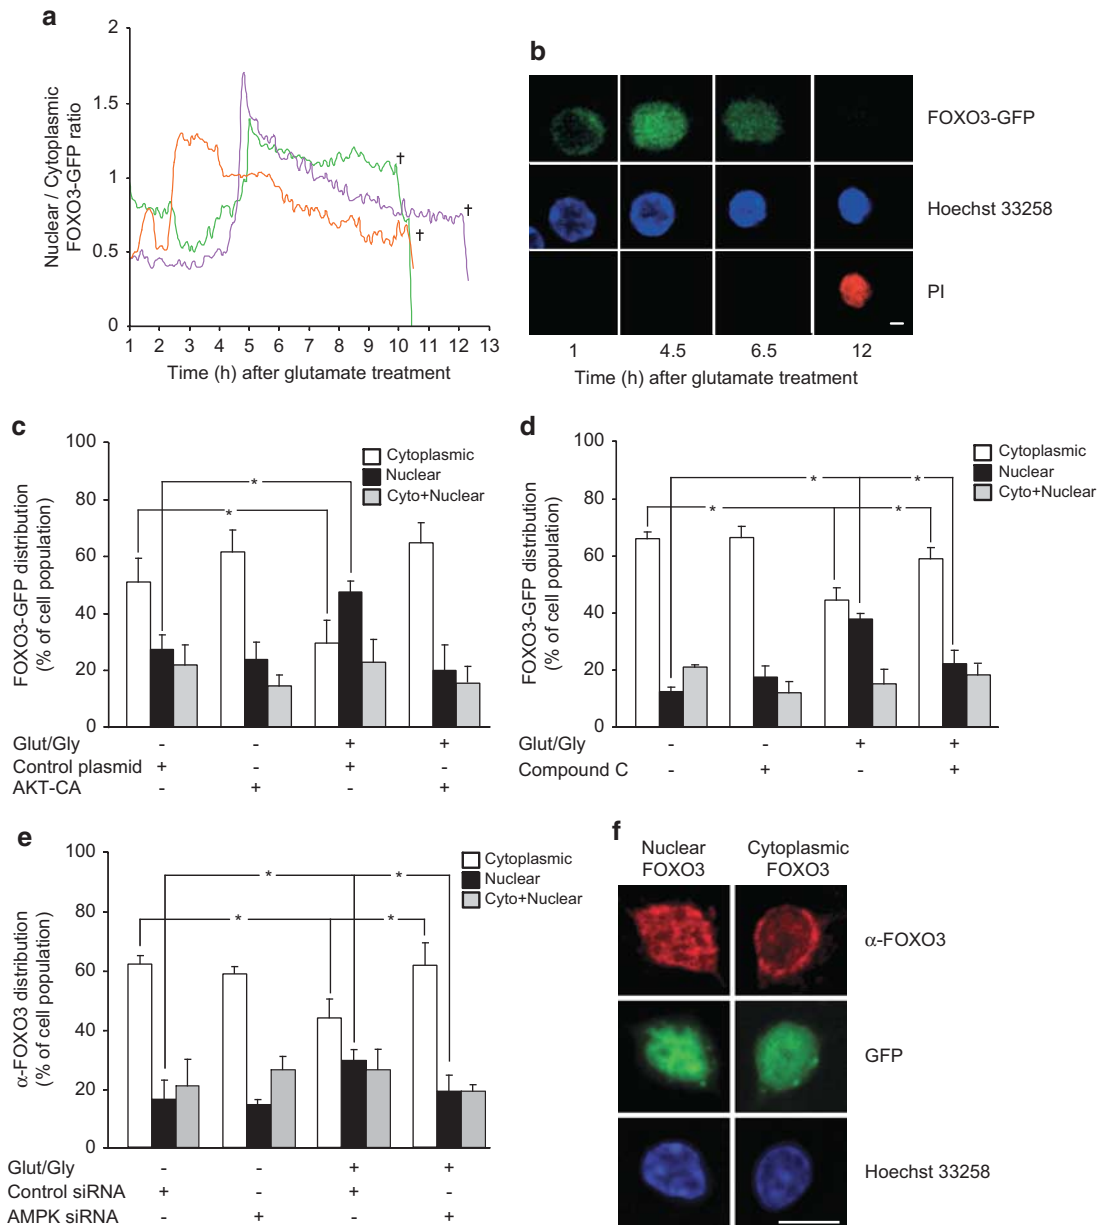 a
2
1.5
1
0.5
0
Nuclear / Cytoplasmic
FOXO3-GFP ratio
†
†
†
1 2 3 4 5 6 7 8 9 10 11 12 13
Time (h) after glutamate treatment
b
FOXO3-GFP
Hoechst 33258
PI
1 4.5 6.5 12
Time (h) after glutamate treatment
c
100
80
60
40
20
0
FOXO3-GFP distribution
(% of cell population)
Cytoplasmic
Nuclear
Cyto+Nuclear
*
*
Glut/Gly - - + +
Control plasmid + - + -
AKT-CA - + - +
d
100
80
60
40
20
0
FOXO3-GFP distribution
(% of cell population)
Cytoplasmic
Nuclear
Cyto+Nuclear
* *
* *
Glut/Gly - - + +
Compound C - + - +
e
100
80
60
40
20
0
α-FOXO3 distribution
(% of cell population)
Cytoplasmic
Nuclear
Cyto+Nuclear
* *
* *
Glut/Gly - - + +
Control siRNA + - + -
AMPK siRNA - + - +
f
Nuclear
FOXO3
Cytoplasmic
FOXO3
α-FOXO3
GFP
Hoechst 33258